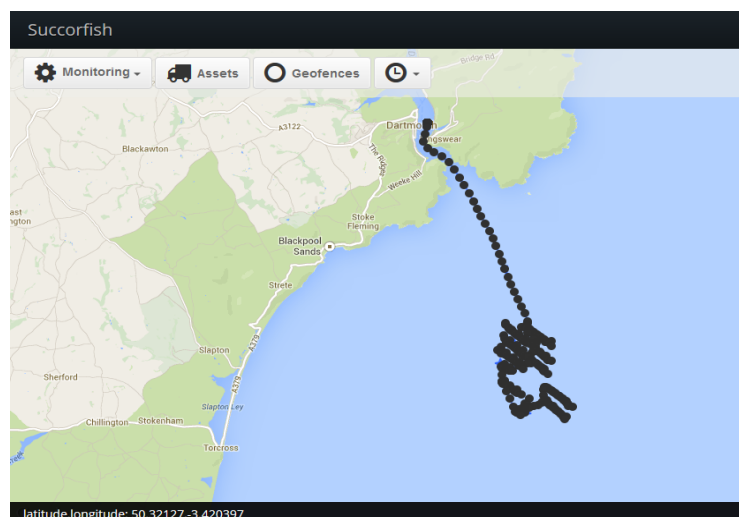 Succorfish
Monitoring
Assets
Geofences
Bridge Rd
A3122
Dartmouth
Kingswear
Blackawton
The Ridge
Weeke Hill
Stoke
Fleming
Blackpool
Sands
Strete
A379
Slapton
A379
Sherford
Slapton Ley
Chillington
Stokenham
Torcross
latitude longitude: 50.32127 -3.420397